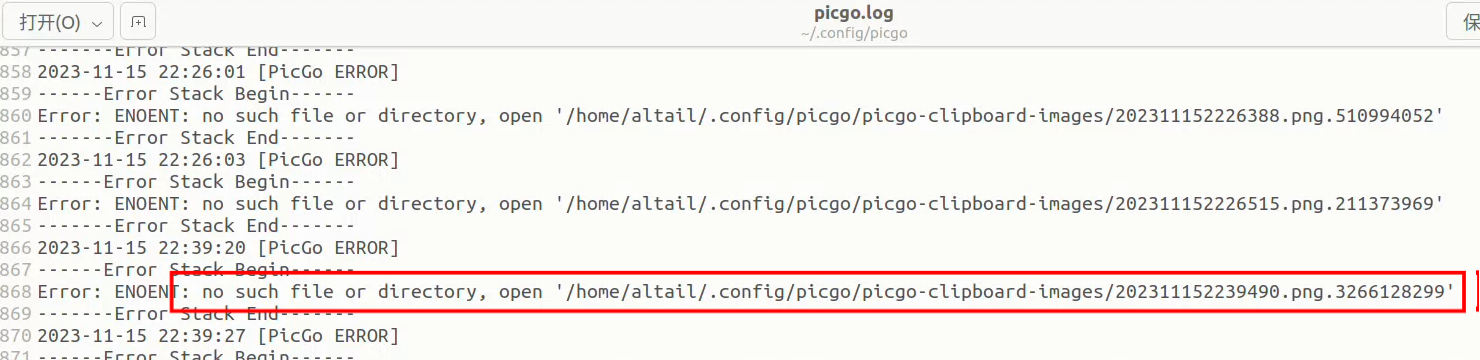 打开(O)
picgo.log
~/.config/picgo
保
857 -------Error Stack End-------
858 2023-11-15 22:26:01 [PicGo ERROR]
859 ------Error Stack Begin------
860 Error: ENOENT: no such file or directory, open '/home/altail/.config/picgo/picgo-clipboard-images/202311152226388.png.510994052'
861 -------Error Stack End-------
862 2023-11-15 22:26:03 [PicGo ERROR]
863 ------Error Stack Begin------
864 Error: ENOENT: no such file or directory, open '/home/altail/.config/picgo/picgo-clipboard-images/202311152226515.png.211373969'
865 -------Error Stack End-------
866 2023-11-15 22:39:20 [PicGo ERROR]
867 ------Error Stack Begin------
868 Error: ENOENT: no such file or directory, open '/home/altail/.config/picgo/picgo-clipboard-images/202311152239490.png.3266128299'
869 -------Error Stack End-------
870 2023-11-15 22:39:27 [PicGo ERROR]
871 ------Error Stack Begin------